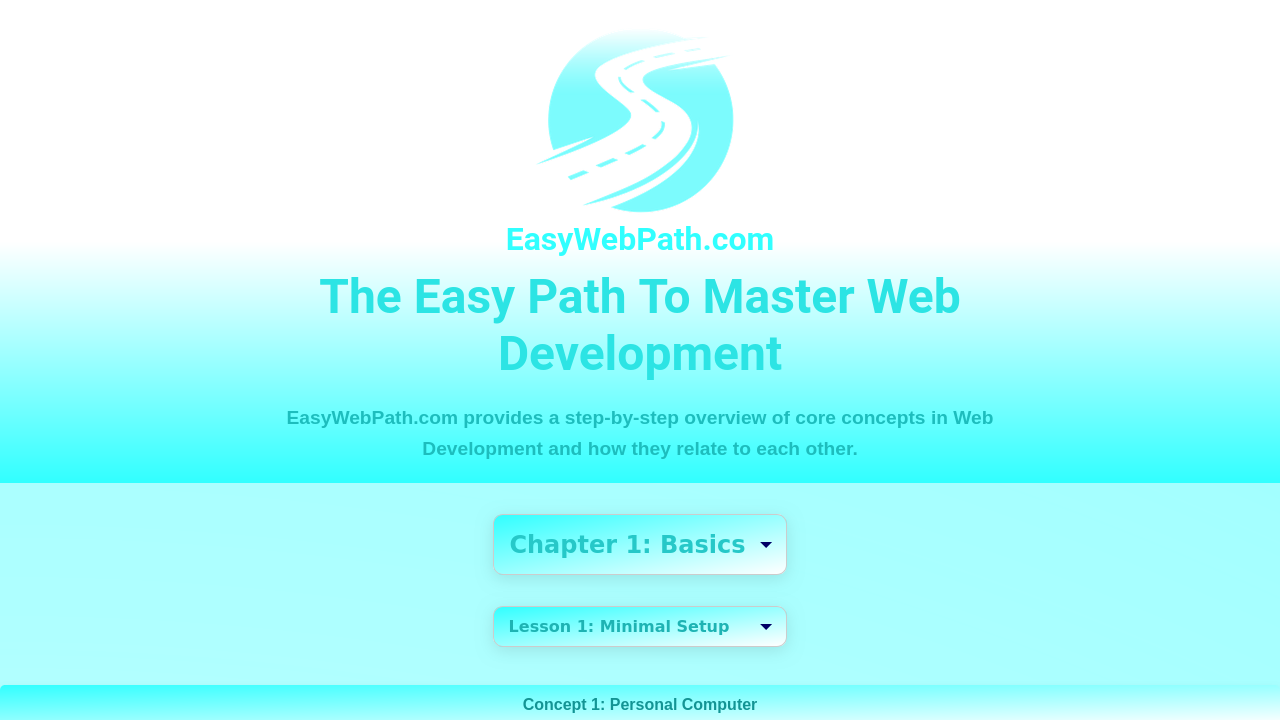 EasyWebPath.com
The Easy Path To Master Web
Development
EasyWebPath.com provides a step-by-step overview of core concepts in Web
Development and how they relate to each other.
Chapter 1: Basics
Lesson 1: Minimal Setup
Concept 1: Personal Computer